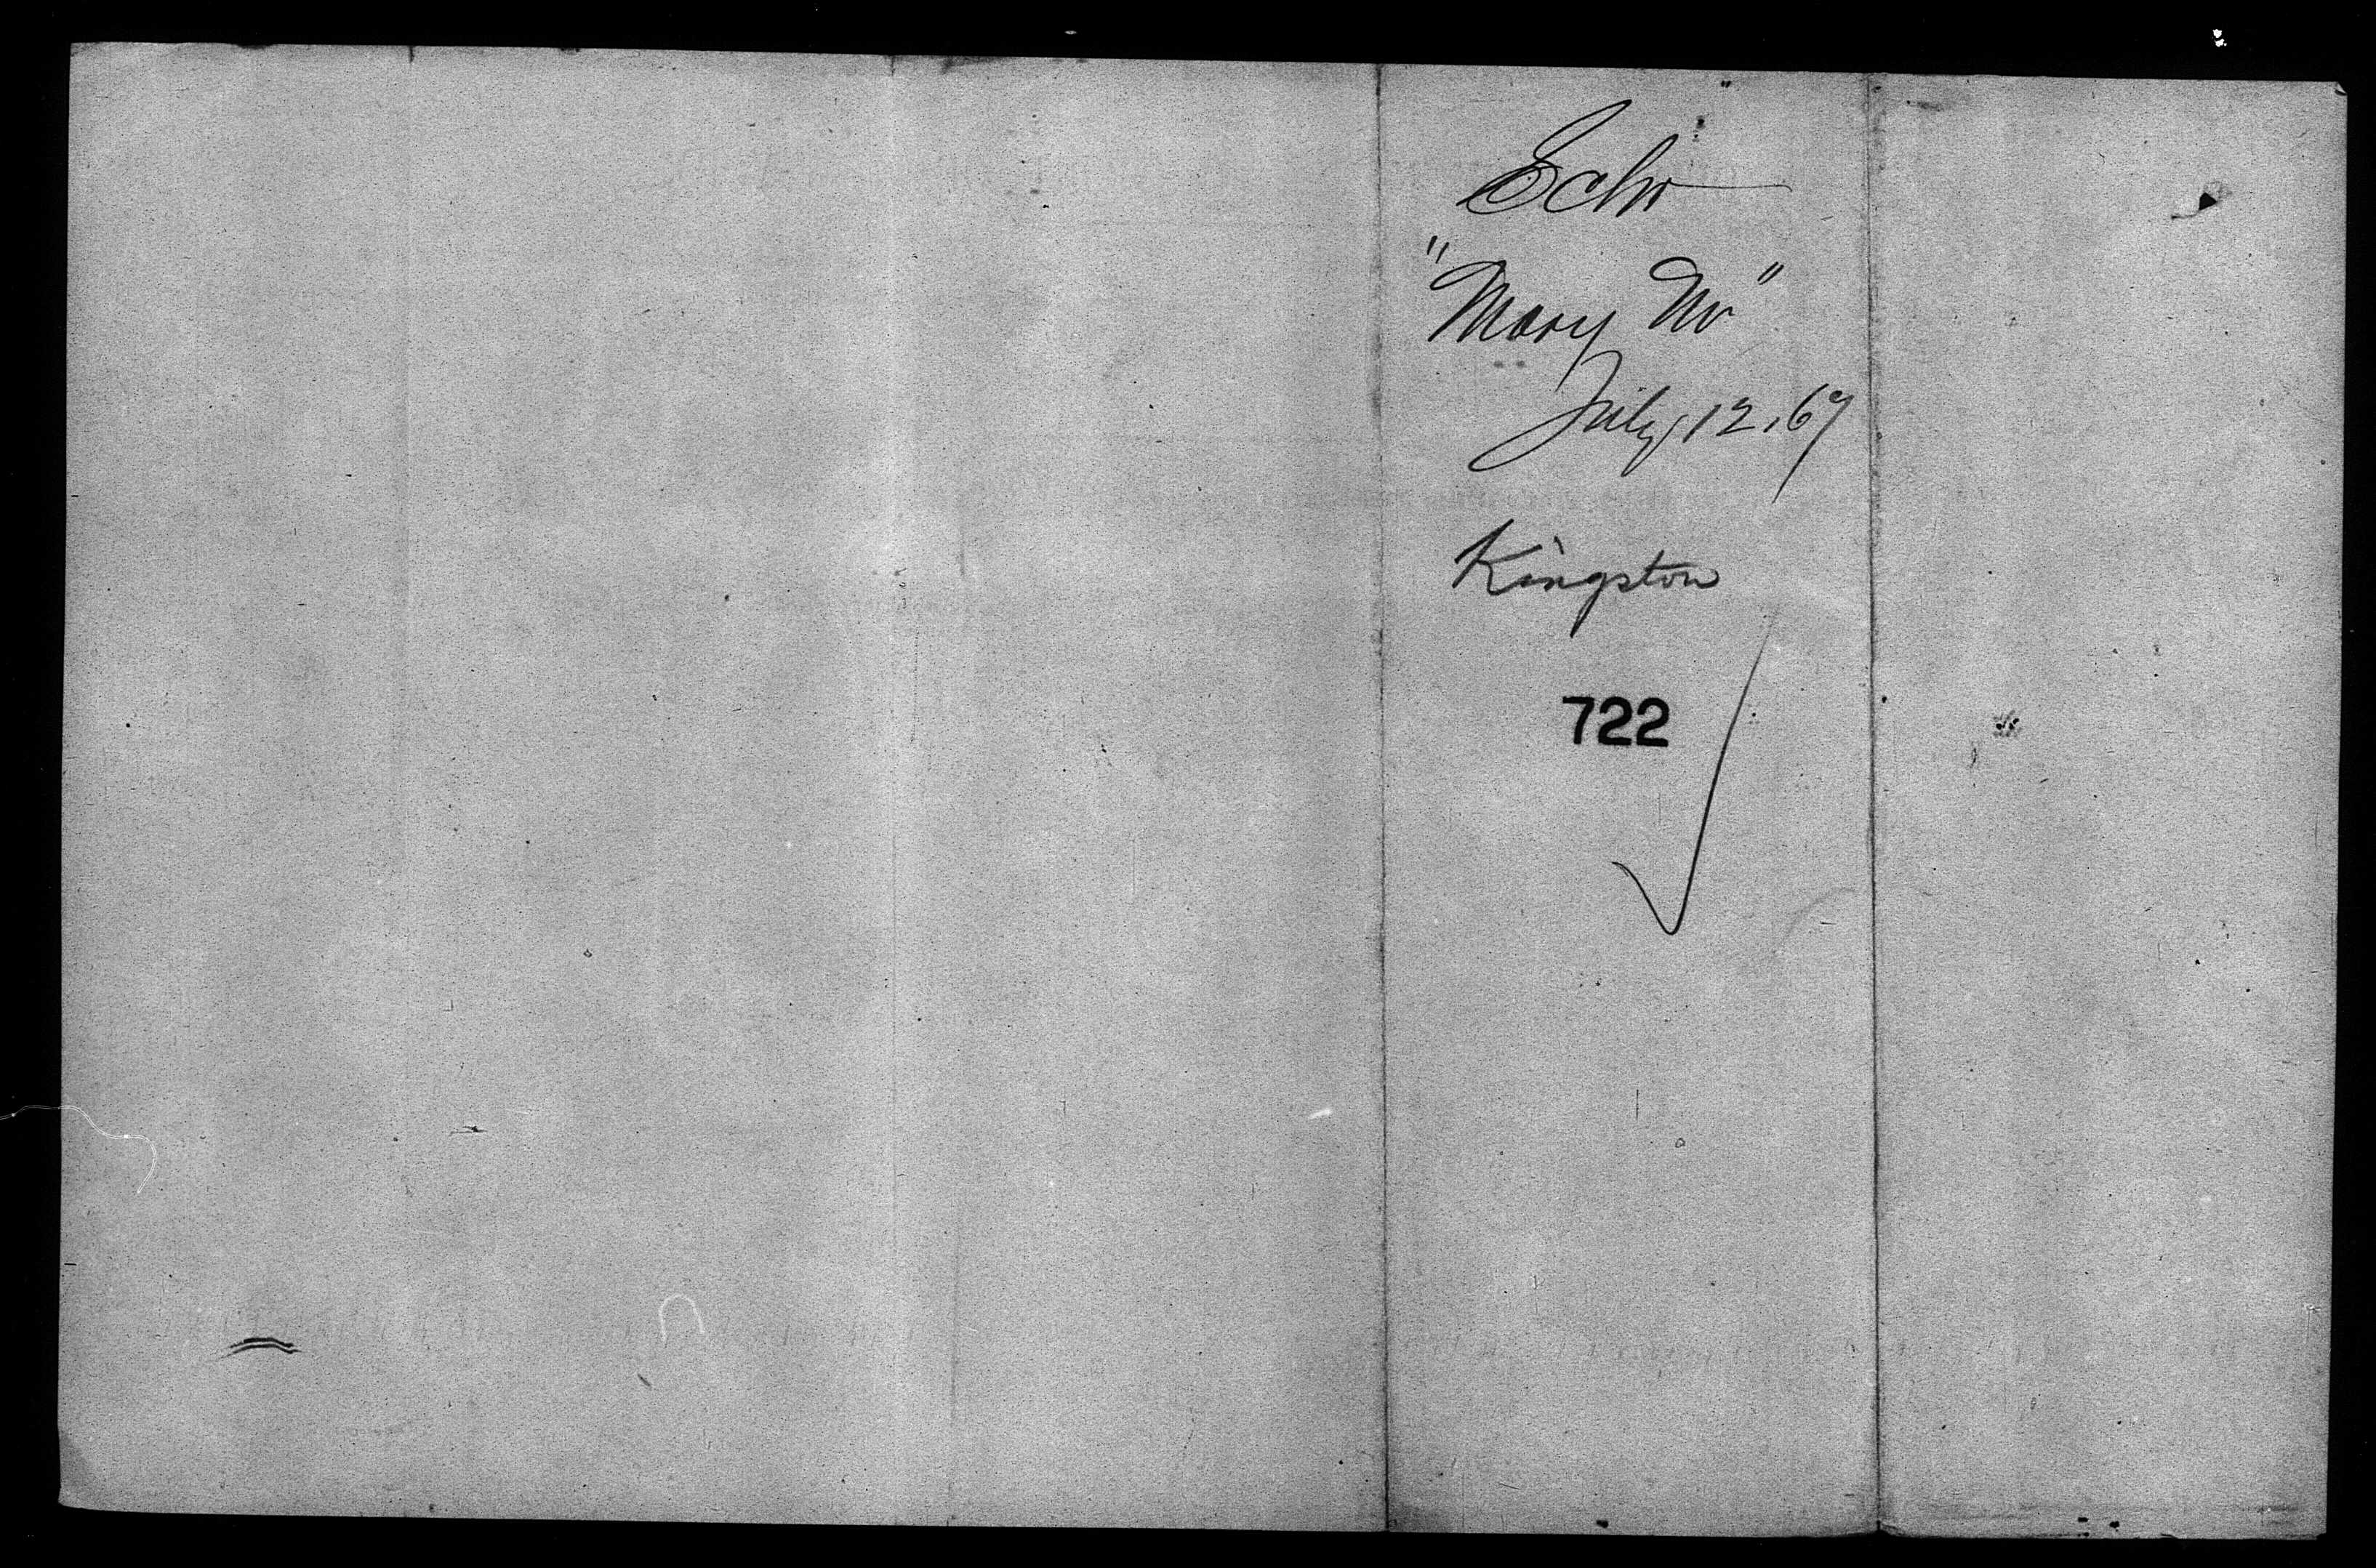 Schr
"Mary M"
July, 12, 67
Kingston
722